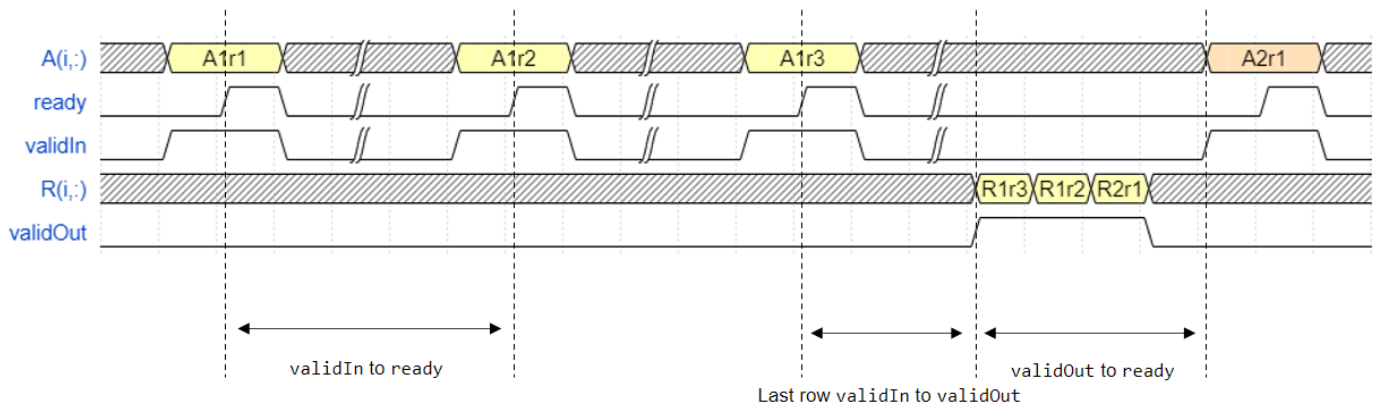 A(i,:) A1r1 A1r2 A1r3 A2r1
ready
validIn
R(i,:) R1r3 R1r2 R2r1
validOut
validIn to ready
validOut to ready
Last row validIn to validOut